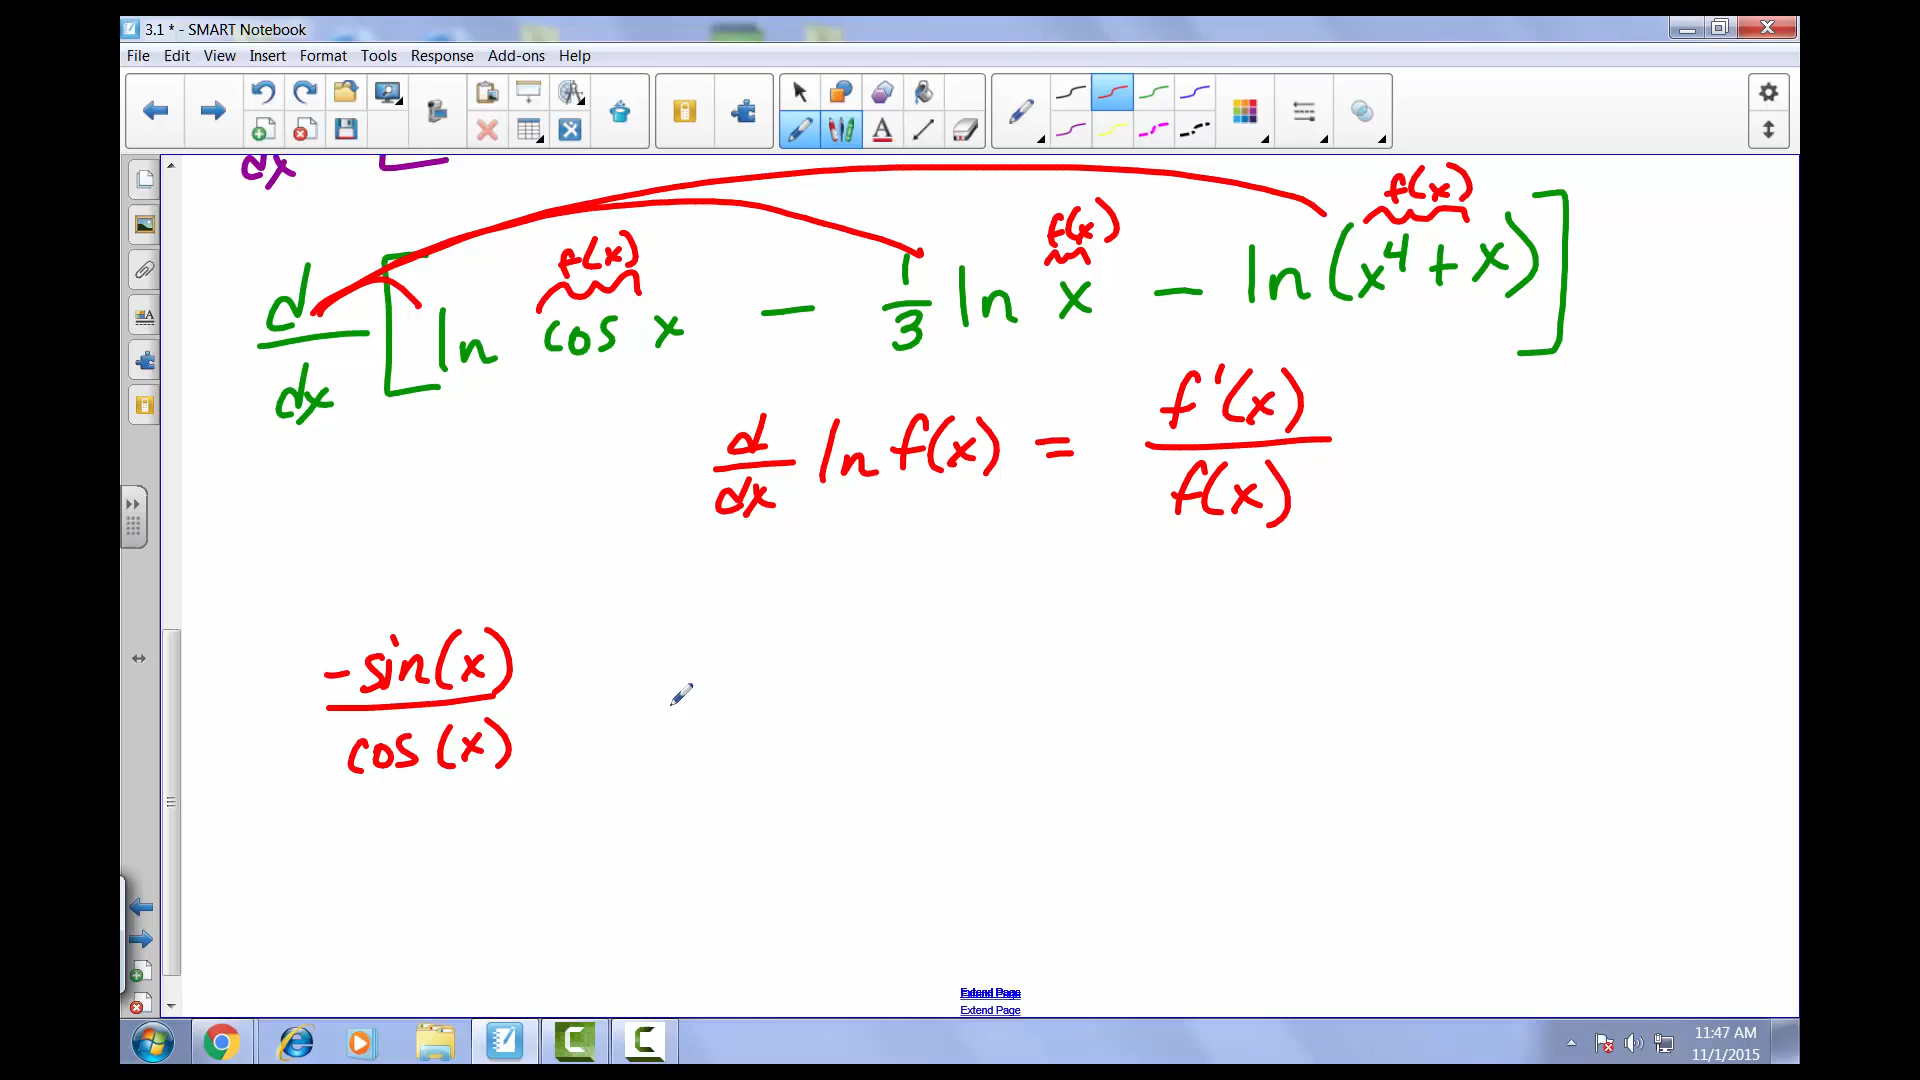 3.1 * - SMART Notebook
File Edit View Insert Format Tools Response Add-ons Help
dx
f(x) f(x) f(x)
d/dx [ln cos x - 1/3 ln x - ln(x⁴ + x)]
d/dx ln f(x) = f'(x)/f(x)
-sin(x)/cos(x)
Extend Page
Extend Page
11:47 AM
11/1/2015